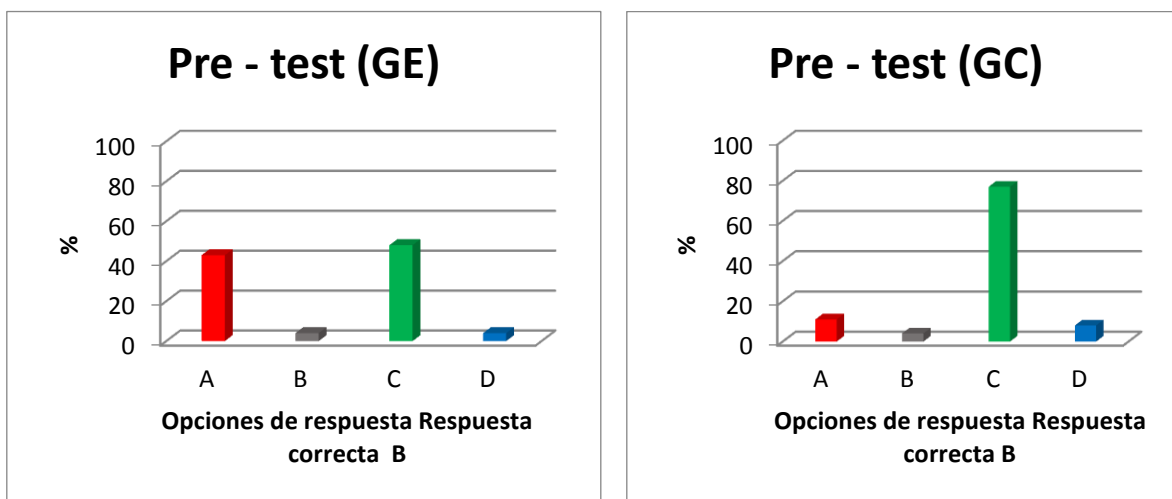 Pre - test (GE)
100
80
60
40
20
0
%
A B C D
Opciones de respuesta Respuesta
correcta B
Pre - test (GC)
100
80
60
40
20
0
%
A B C D
Opciones de respuesta Respuesta
correcta B